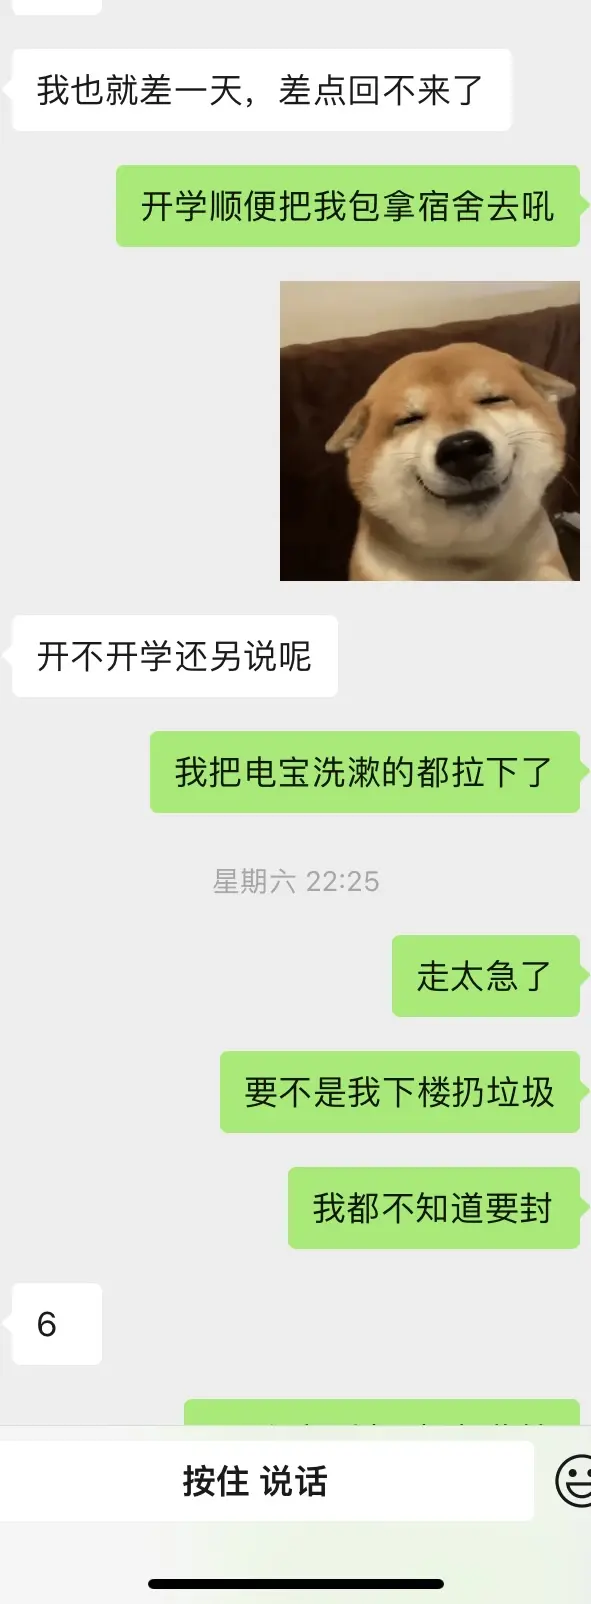 我也就差一天，差点回不来了
开学顺便把我包拿宿舍去吼
开不开学还另说呢
我把电宝洗漱的都拉下了
星期六 22:25
走太急了
要不是我下楼扔垃圾
我都不知道要封
6
按住 说话